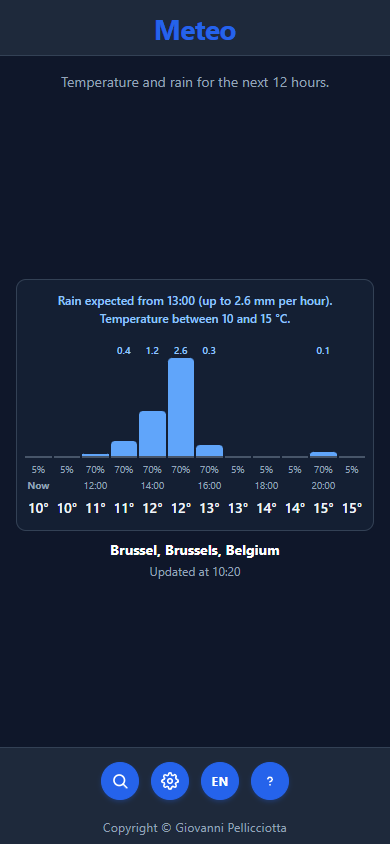 Meteo
Temperature and rain for the next 12 hours.
Rain expected from 13:00 (up to 2.6 mm per hour).
Temperature between 10 and 15 °C.
0.4 1.2 2.6 0.3 0.1
5% 5% 70% 70% 70% 70% 70% 5% 5% 5% 70% 5%
Now 12:00 14:00 16:00 18:00 20:00
10° 10° 11° 11° 12° 12° 13° 13° 14° 14° 15° 15°
Brussel, Brussels, Belgium
Updated at 10:20
EN ?
Copyright © Giovanni Pellicciotta